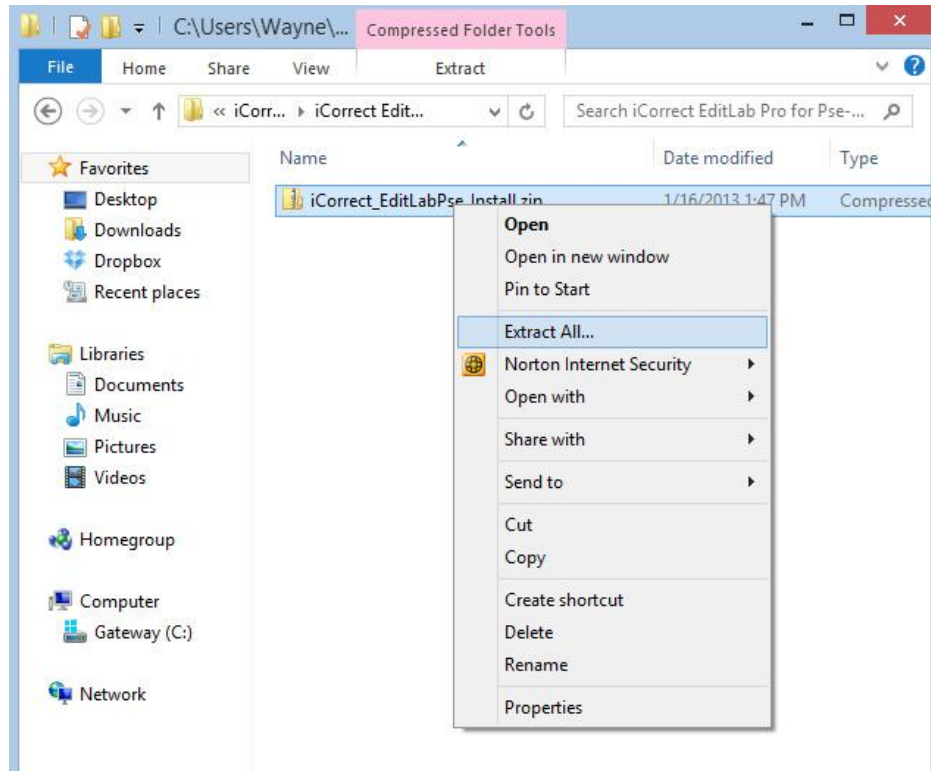 C:\Users\Wayne\... Compressed Folder Tools
File Home Share View Extract
« iCorr... iCorrect Edit... Search iCorrect EditLab Pro for Pse-...
Name Date modified Type
Favorites
Desktop
Downloads
Dropbox
Recent places
Libraries
Documents
Music
Pictures
Videos
Homegroup
Computer
Gateway (C:)
Network
iCorrect_EditLabPse_Install.zip 1/16/2013 1:47 PM Compressed
Open
Open in new window
Pin to Start
Extract All...
Norton Internet Security
Open with
Share with
Send to
Cut
Copy
Create shortcut
Delete
Rename
Properties